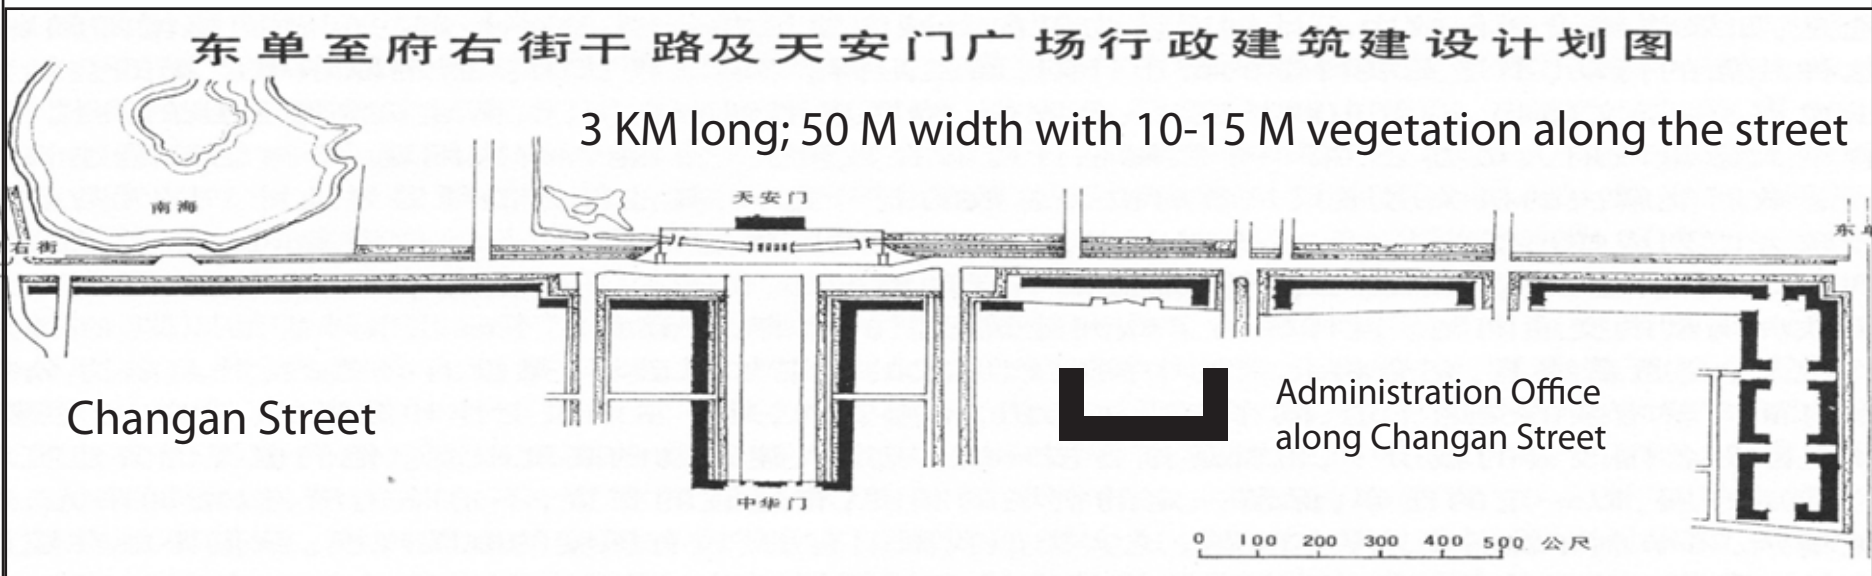 东单至府右街干路及天安门广场行政建筑建设计划图
3 KM long; 50 M width with 10-15 M vegetation along the street
天安门
南海
右街
东单
Changan Street
Administration Office
along Changan Street
中华门
0 100 200 300 400 500 公尺